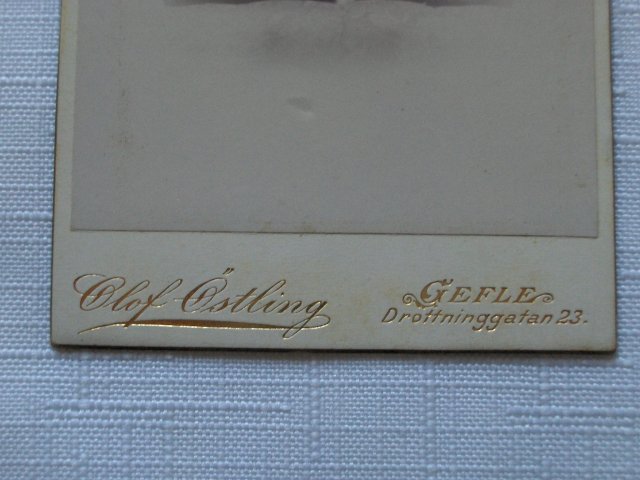 Olof Östling
GEFLE
Drottninggatan 23.